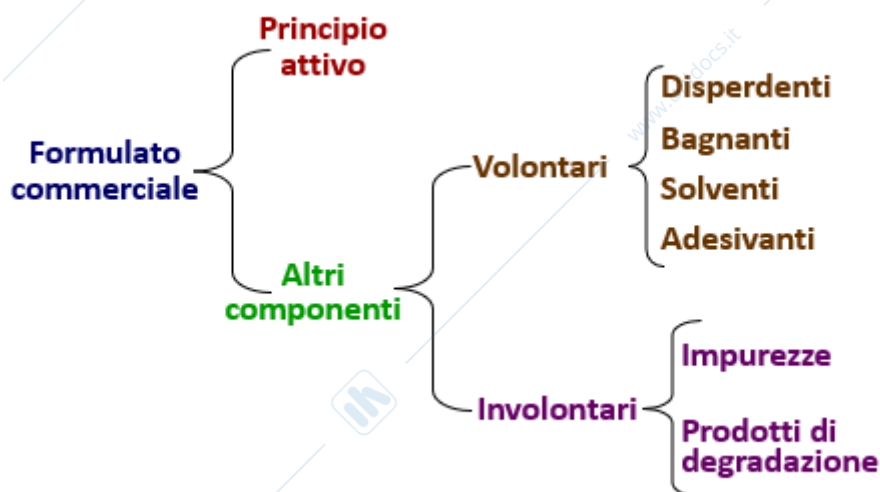 Principio
attivo
Formulato
commerciale
Altri
componenti
Volontari
Disperdenti
Bagnanti
Solventi
Adesivanti
Involontari
Impurezze
Prodotti di
degradazione